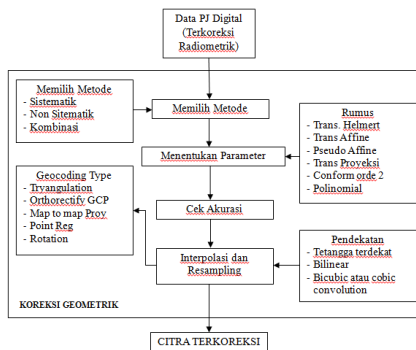 Data PJ Digital
(Terkoreksi
Radiometrik)
Memilih Metode
- Sistematik
- Non Sitematik
- Kombinasi
Memilih Metode
Rumus
- Trans. Helmert
- Trans Affine
- Pseudo Affine
- Trans Proyeksi
- Conform orde 2
- Polinomial
Menentukan Parameter
Geocoding Type
- Trvangulation
- Orthorectify GCP
- Map to map Proy
- Point Reg
- Rotation
Cek Akurasi
Interpolasi dan
Resampling
Pendekatan
- Tetangga terdekat
- Bilinear
- Bicubic atau cobic
convolution
KOREKSI GEOMETRIK
CITRA TERKOREKSI